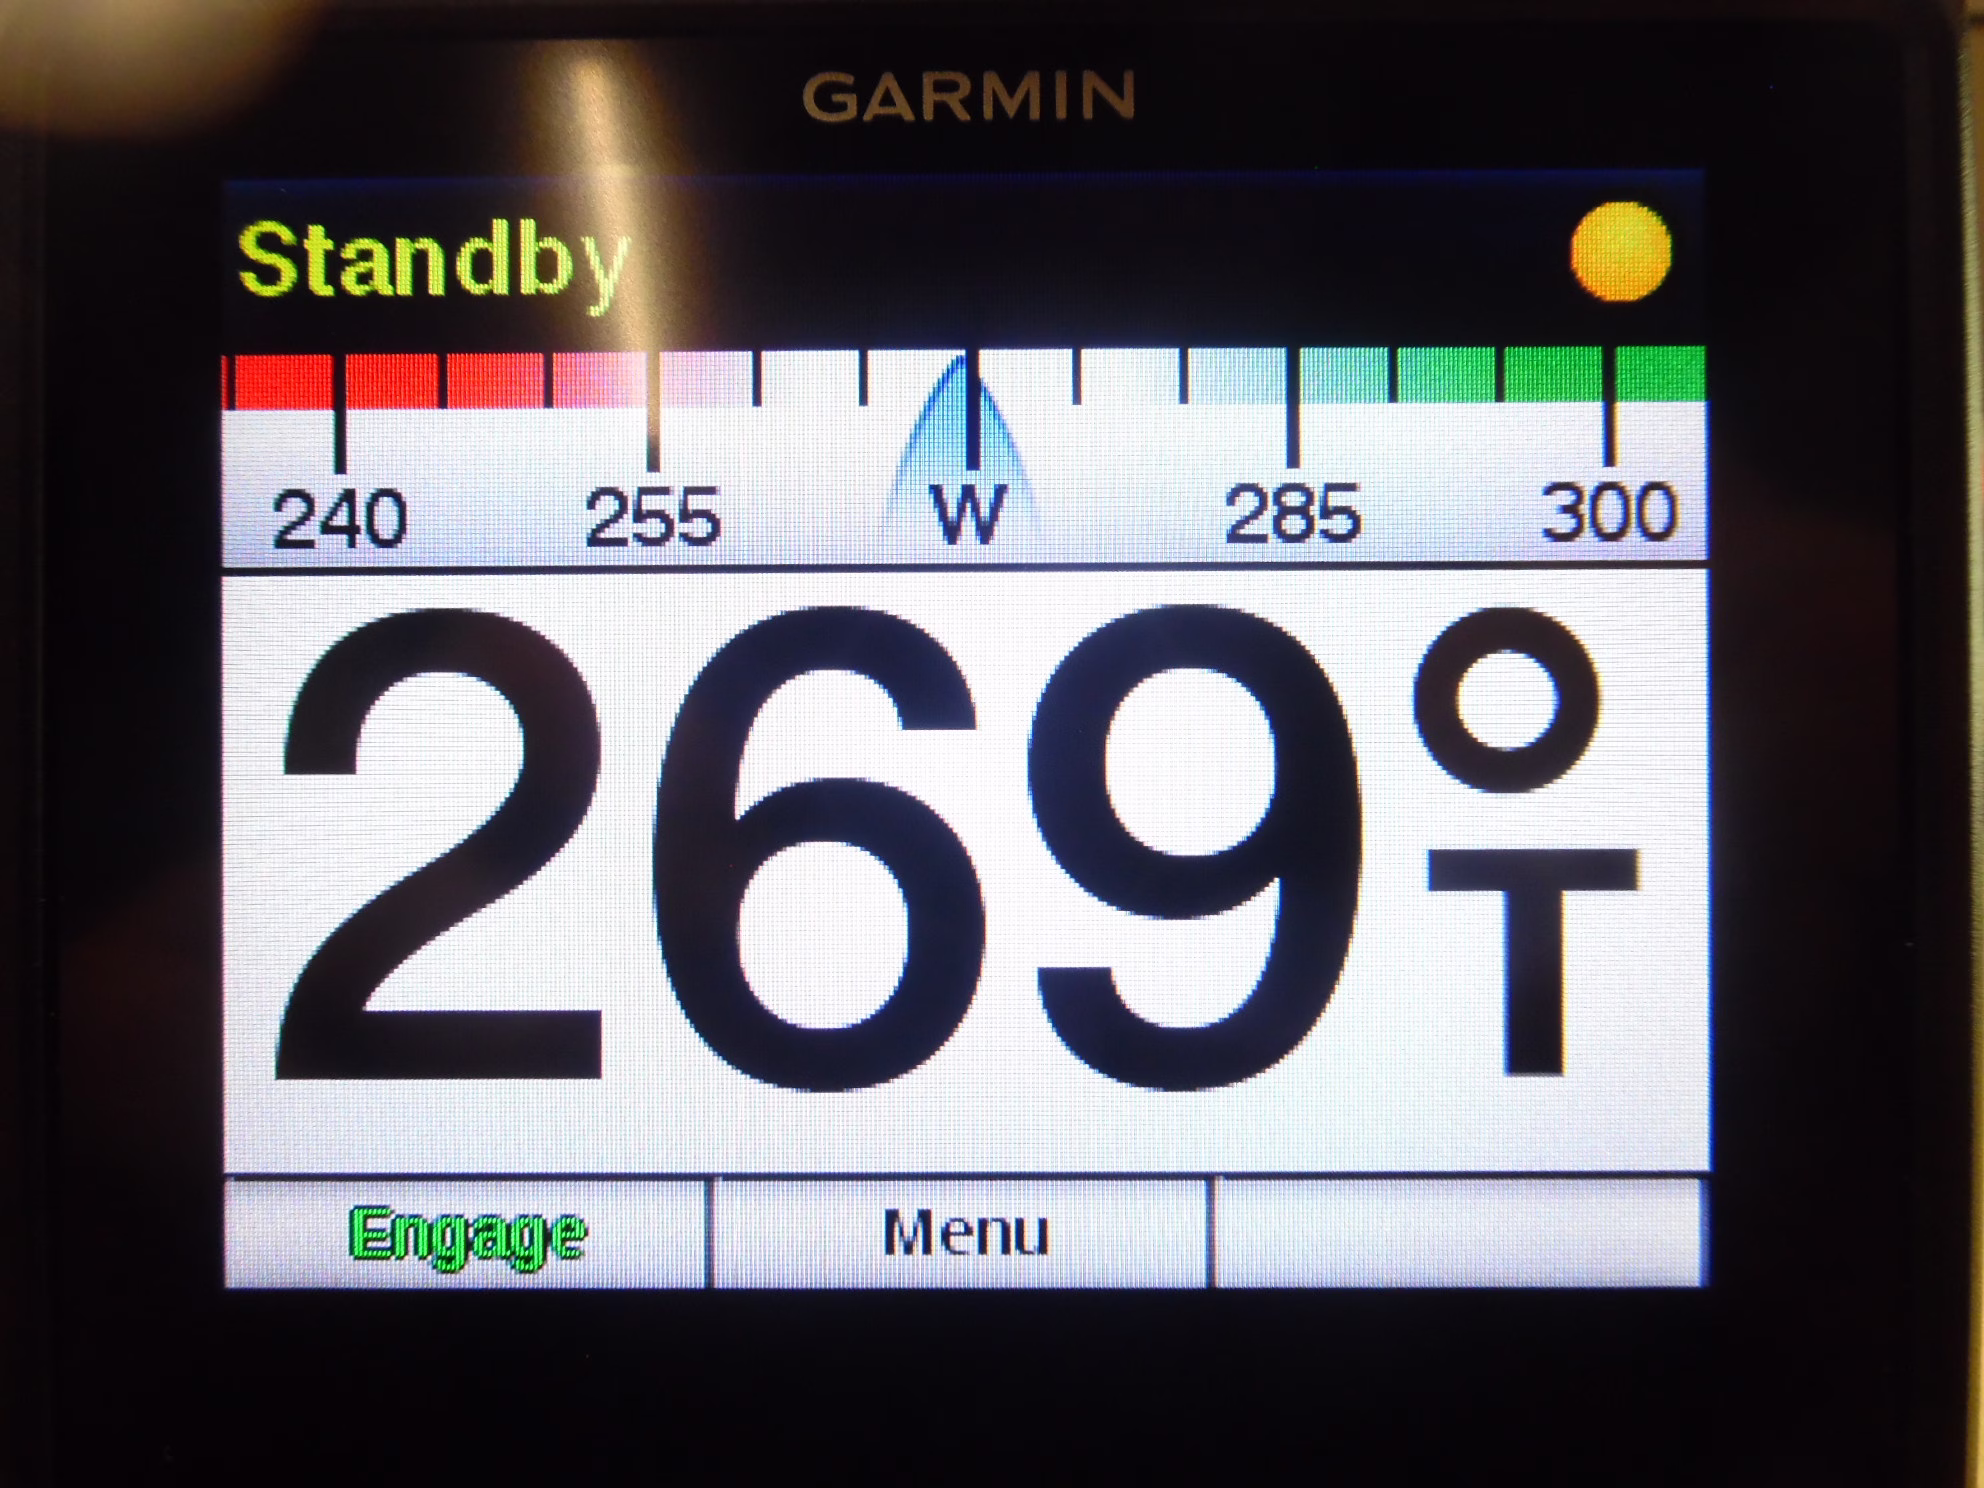 GARMIN
Standby
240 255 W 285 300
269°T
Engage Menu